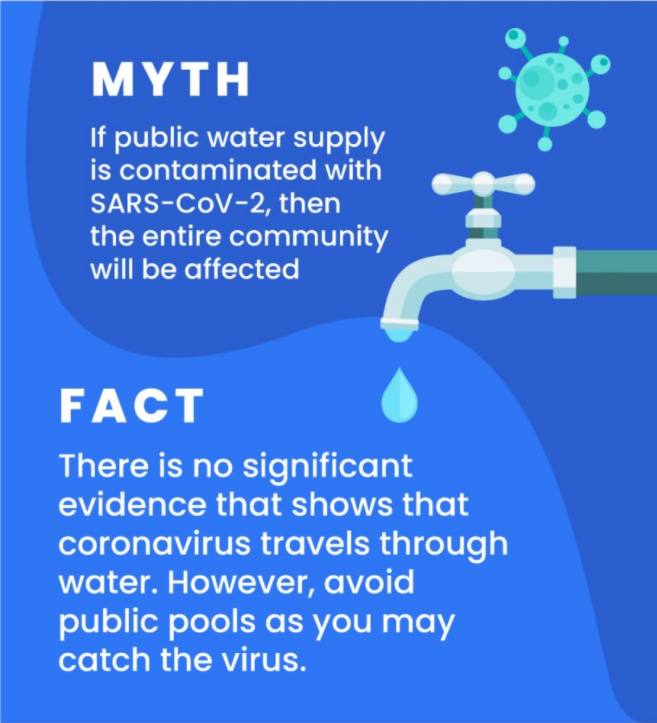 MYTH
If public water supply
is contaminated with
SARS-CoV-2, then
the entire community
will be affected
FACT
There is no significant
evidence that shows that
coronavirus travels through
water. However, avoid
public pools as you may
catch the virus.